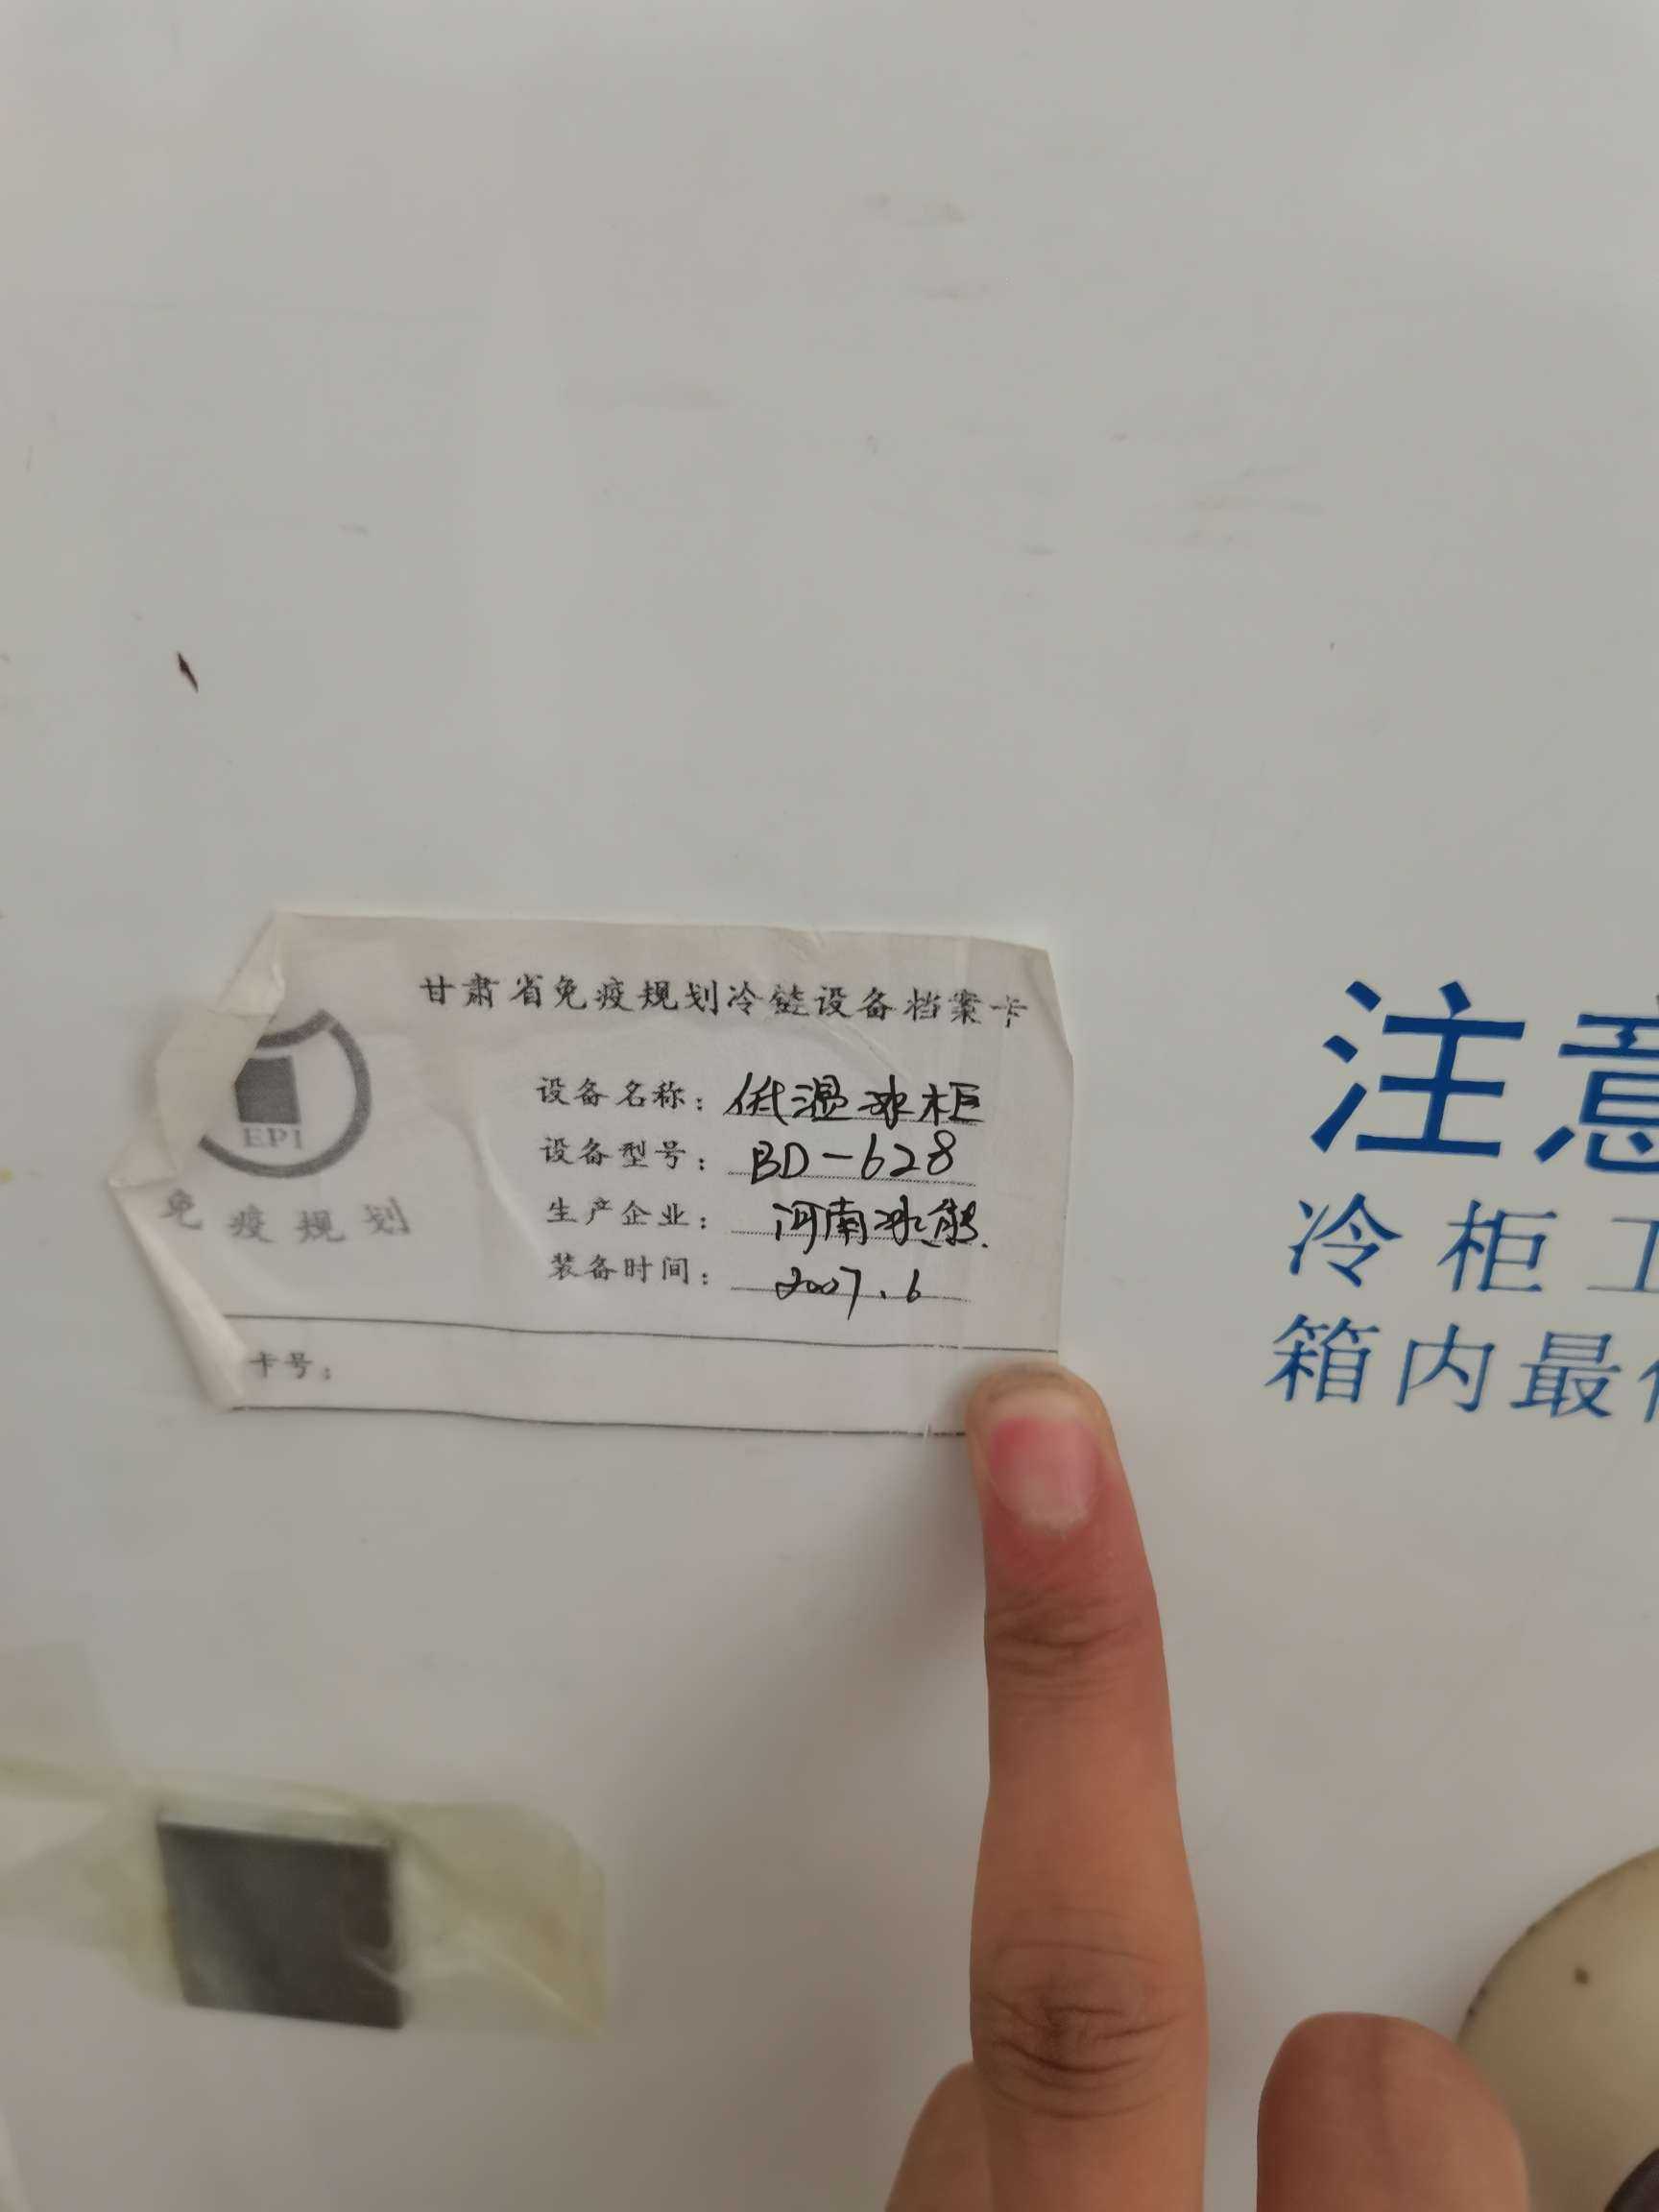 甘肃省免疫规划冷链设备档案卡
EPI
免疫规划
设备名称：低温冰柜
设备型号：BD-628
生产企业：河南冰熊.
装备时间：2007.6
卡号：
注意
冷柜工
箱内最